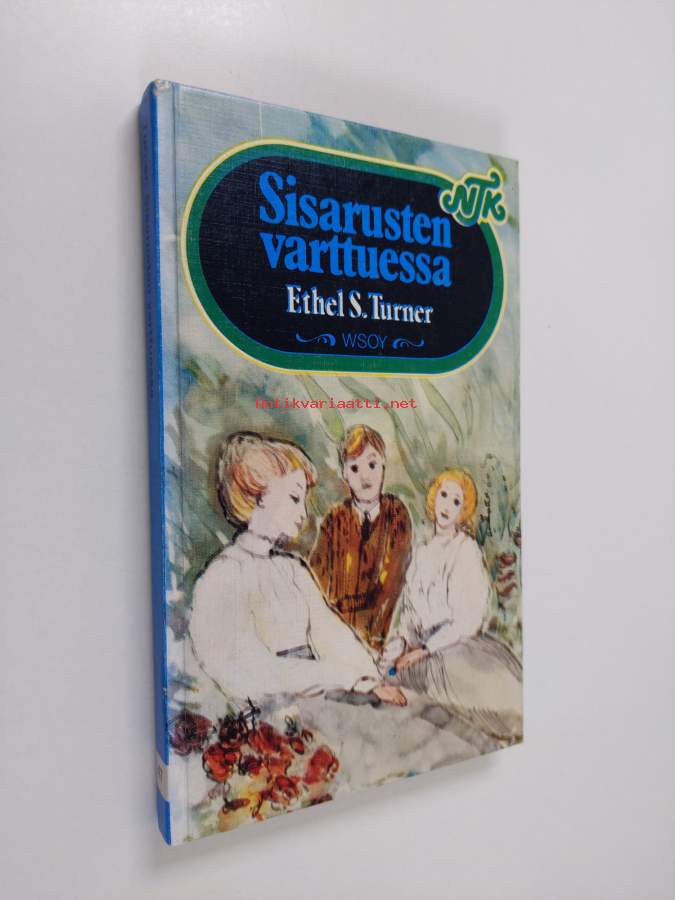 NTK
Sisarusten
varttuessa
Ethel S. Turner
WSOY
antikvariaatti.net